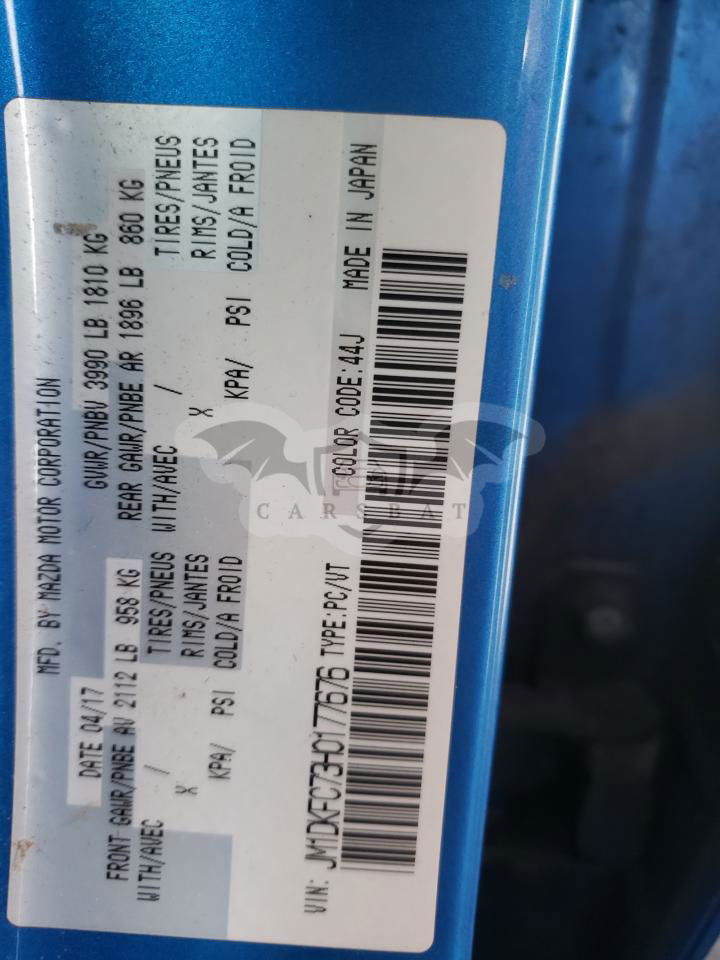 MFD. BY MAZDA MOTOR CORPORATION
DATE 04/17 GVWR/PNBV 3990 LB 1810 KG
FRONT GAWR/PNBE AV 2112 LB 958 KG REAR GAWR/PNBE AR 1896 LB 860 KG
WITH/AVEC TIRES/PNEUS WITH/AVEC TIRES/PNEUS
X / RIMS/JANTES X / RIMS/JANTES
KPA/ PSI COLD/A FROID KPA/ PSI COLD/A FROID
VIN: JM1DKFC73H0177676 TYPE:PC/VT COLOR CODE:44J MADE IN JAPAN
CARSBAT